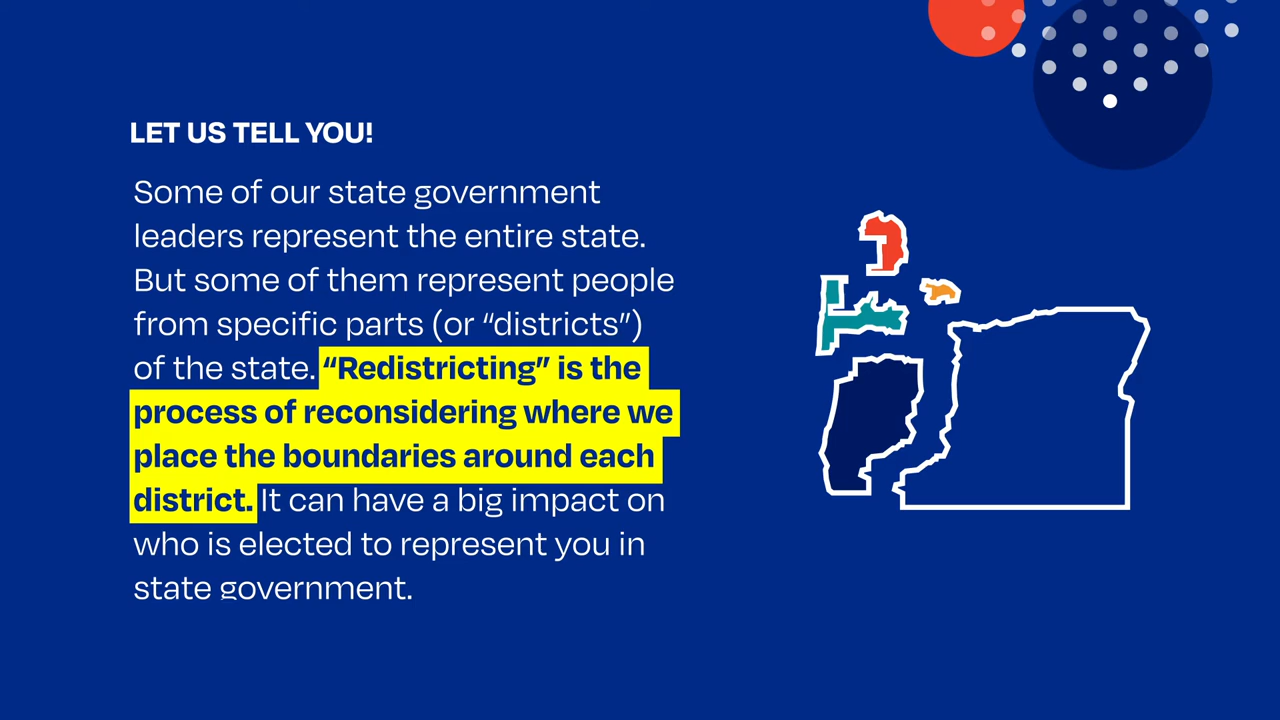 LET US TELL YOU!
Some of our state government
leaders represent the entire state.
But some of them represent people
from specific parts (or “districts”)
of the state. “Redistricting” is the
process of reconsidering where we
place the boundaries around each
district. It can have a big impact on
who is elected to represent you in
state government.